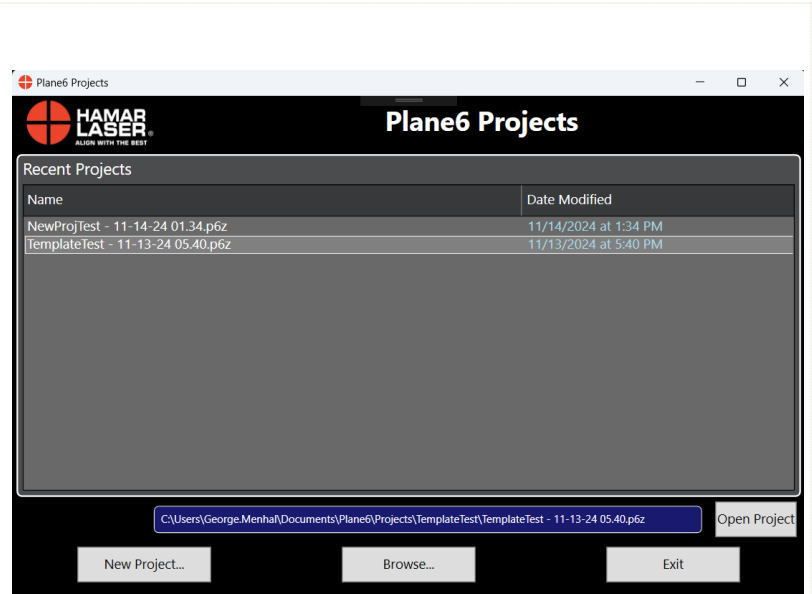 Plane6 Projects
HAMAR
LASER®
ALIGN WITH THE BEST
Plane6 Projects
Recent Projects
Name Date Modified
NewProjTest - 11-14-24 01.34.p6z 11/14/2024 at 1:34 PM
TemplateTest - 11-13-24 05.40.p6z 11/13/2024 at 5:40 PM
C:\Users\George.Menhal\Documents\Plane6\Projects\TemplateTest\TemplateTest - 11-13-24 05.40.p6z Open Project
New Project... Browse... Exit